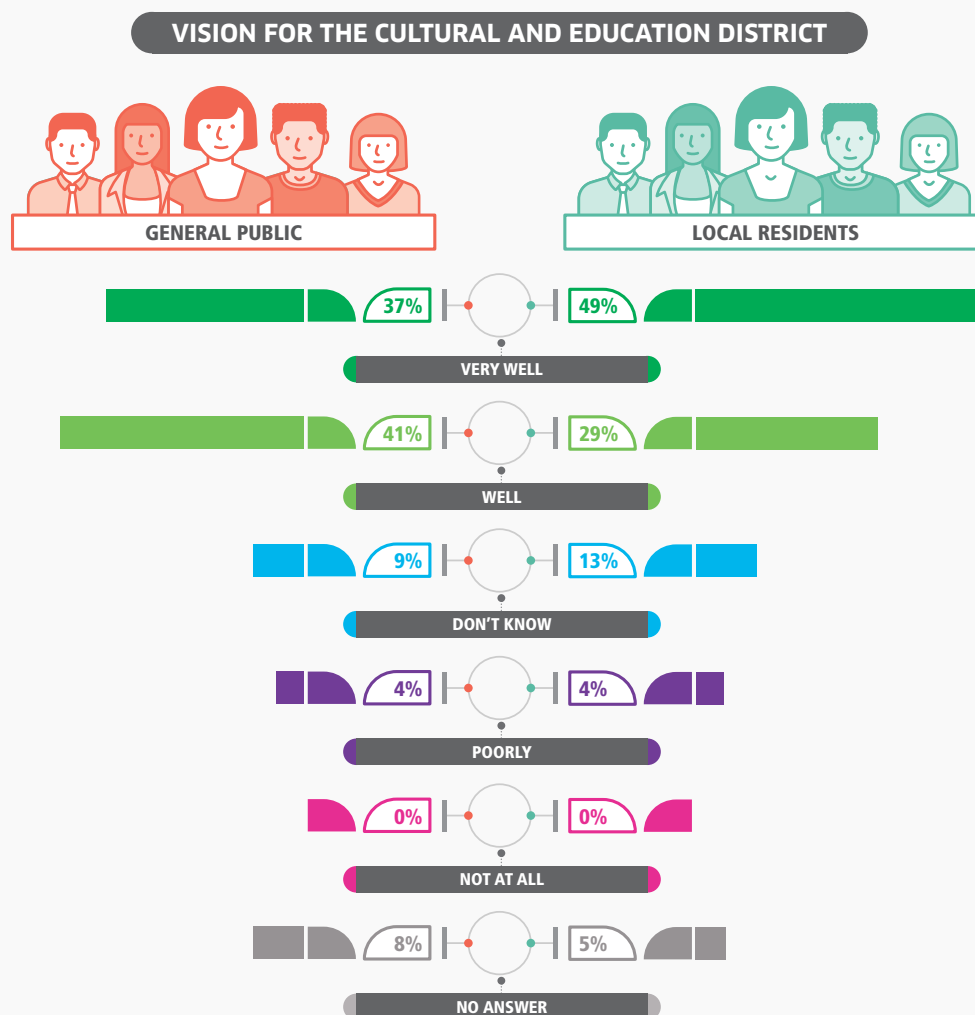 VISION FOR THE CULTURAL AND EDUCATION DISTRICT
GENERAL PUBLIC
LOCAL RESIDENTS
37%
49%
VERY WELL
41%
29%
WELL
9%
13%
DON'T KNOW
4%
4%
POORLY
0%
0%
NOT AT ALL
8%
5%
NO ANSWER